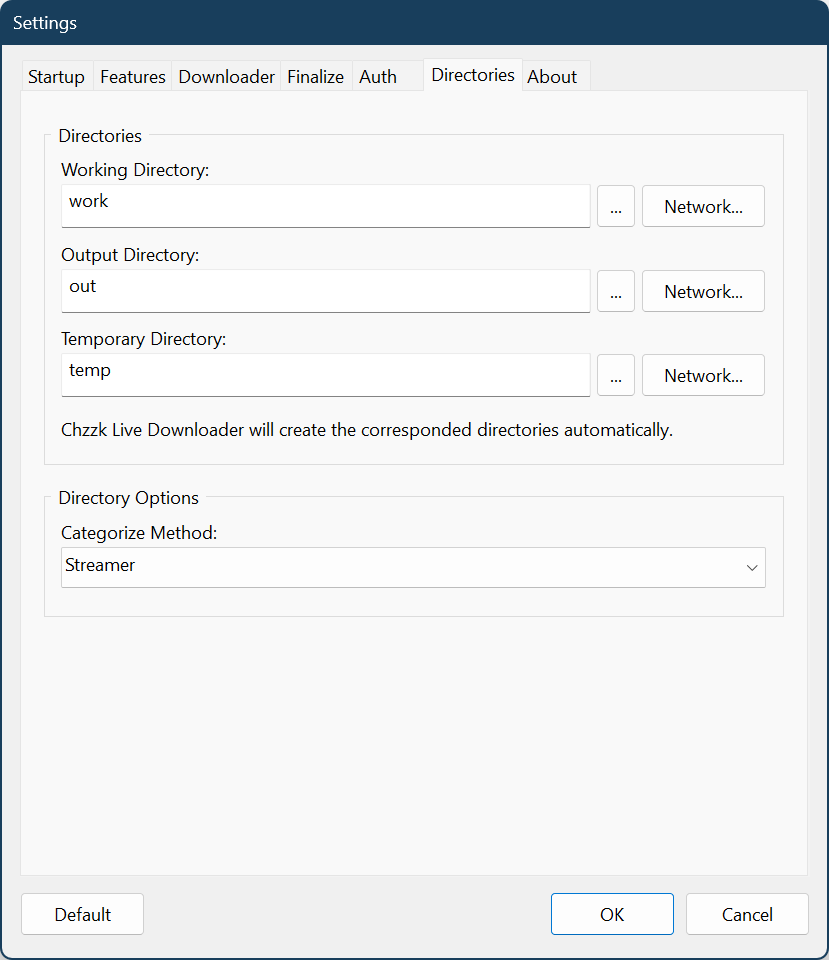 Settings
Startup Features Downloader Finalize Auth Directories About
Directories
Working Directory:
work ... Network...
Output Directory:
out ... Network...
Temporary Directory:
temp ... Network...
Chzzk Live Downloader will create the corresponded directories automatically.
Directory Options
Categorize Method:
Streamer
Default OK Cancel